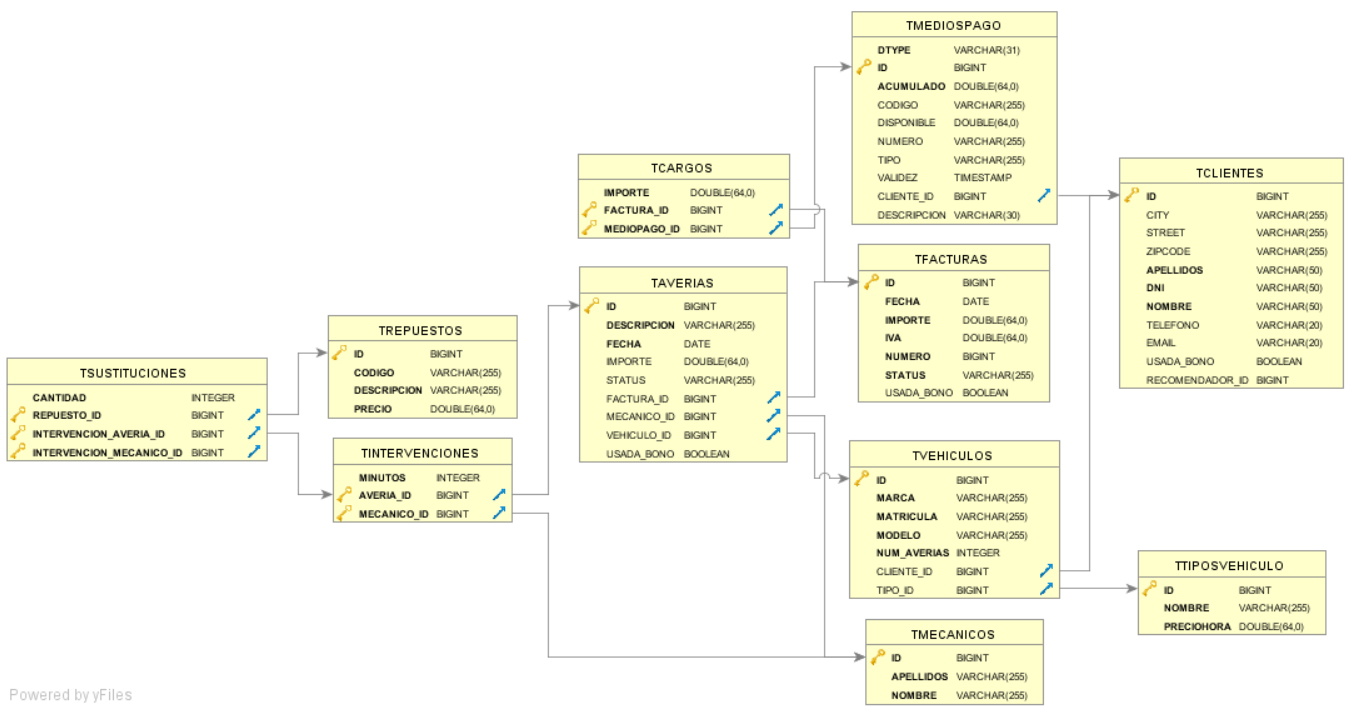 TMEDIOSPAGO
DTYPE VARCHAR(31)
ID BIGINT
ACUMULADO DOUBLE(64,0)
CODIGO VARCHAR(255)
DISPONIBLE DOUBLE(64,0)
NUMERO VARCHAR(255)
TIPO VARCHAR(255)
VALIDEZ TIMESTAMP
CLIENTE_ID BIGINT
DESCRIPCION VARCHAR(30)
TCARGOS
IMPORTE DOUBLE(64,0)
FACTURA_ID BIGINT
MEDIOPAGO_ID BIGINT
TCLIENTES
ID BIGINT
CITY VARCHAR(255)
STREET VARCHAR(255)
ZIPCODE VARCHAR(255)
APELLIDOS VARCHAR(50)
DNI VARCHAR(50)
NOMBRE VARCHAR(50)
TELEFONO VARCHAR(20)
EMAIL VARCHAR(20)
USADA_BONO BOOLEAN
RECOMENDADOR_ID BIGINT
TFACTURAS
ID BIGINT
FECHA DATE
IMPORTE DOUBLE(64,0)
IVA DOUBLE(64,0)
NUMERO BIGINT
STATUS VARCHAR(255)
USADA_BONO BOOLEAN
TAVERIAS
ID BIGINT
DESCRIPCION VARCHAR(255)
FECHA DATE
IMPORTE DOUBLE(64,0)
STATUS VARCHAR(255)
FACTURA_ID BIGINT
MECANICO_ID BIGINT
VEHICULO_ID BIGINT
USADA_BONO BOOLEAN
TREPUESTOS
ID BIGINT
CODIGO VARCHAR(255)
DESCRIPCION VARCHAR(255)
PRECIO DOUBLE(64,0)
TSUSTITUCIONES
CANTIDAD INTEGER
REPUESTO_ID BIGINT
INTERVENCION_AVERIA_ID BIGINT
INTERVENCION_MECANICO_ID BIGINT
TINTERVENCIONES
MINUTOS INTEGER
AVERIA_ID BIGINT
MECANICO_ID BIGINT
TVEHICULOS
ID BIGINT
MARCA VARCHAR(255)
MATRICULA VARCHAR(255)
MODELO VARCHAR(255)
NUM_AVERIAS INTEGER
CLIENTE_ID BIGINT
TIPO_ID BIGINT
TTIPOSVEHICULO
ID BIGINT
NOMBRE VARCHAR(255)
PRECIOHORA DOUBLE(64,0)
TMECANICOS
ID BIGINT
APELLIDOS VARCHAR(255)
NOMBRE VARCHAR(255)
Powered by yFiles